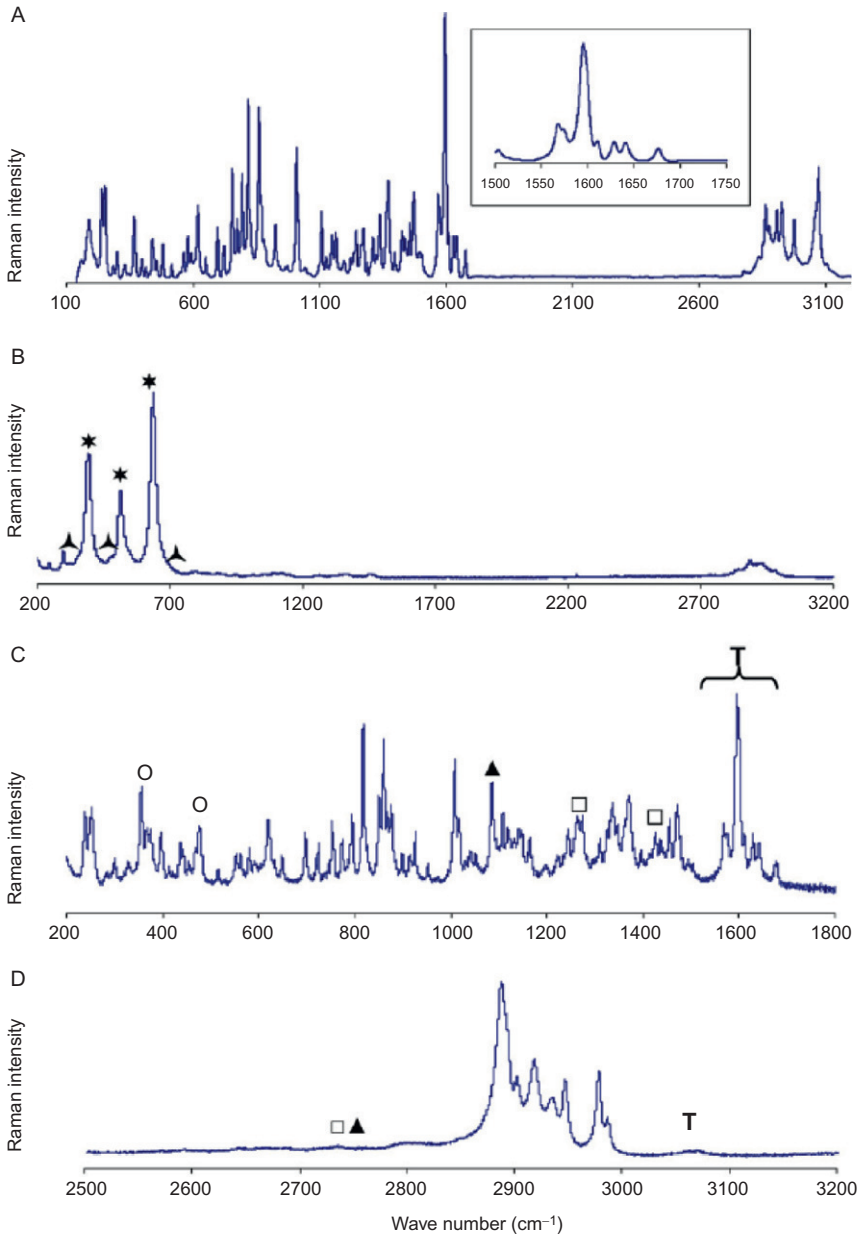 A
Raman intensity
1500 1550 1600 1650 1700 1750
100 600 1100 1600 2100 2600 3100
B
Raman intensity
200 700 1200 1700 2200 2700 3200
C
Raman intensity
T
O
O
200 400 600 800 1000 1200 1400 1600 1800
D
Raman intensity
T
2500 2600 2700 2800 2900 3000 3100 3200
Wave number (cm⁻¹)